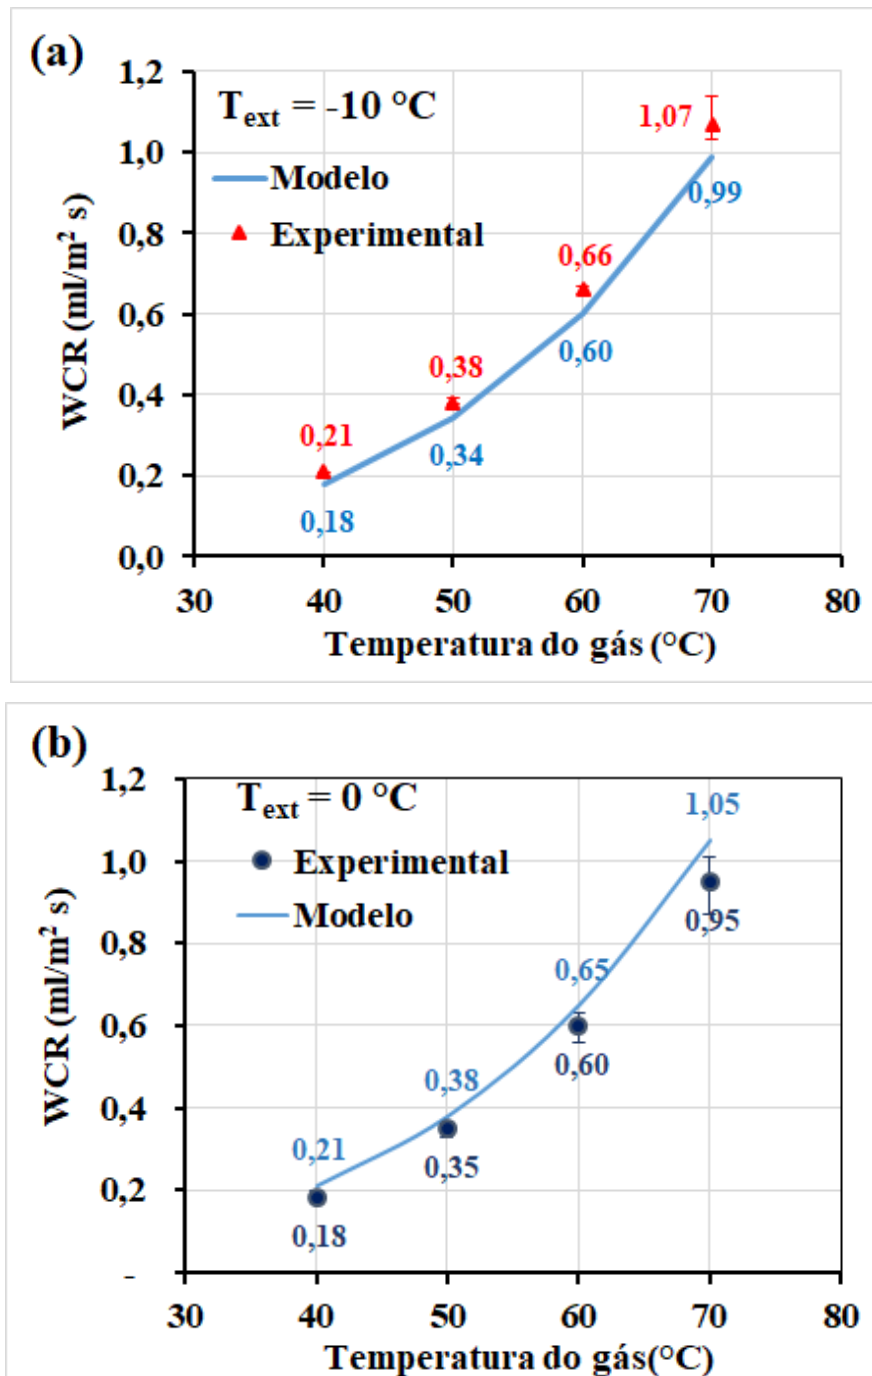 (a)
1,2
1,0
0,8
0,6
0,4
0,2
0,0
WCR (ml/m² s)
T_ext = -10 °C
Modelo
Experimental
1,07
0,99
0,66
0,60
0,38
0,34
0,21
0,18
30 40 50 60 70 80
Temperatura do gás (°C)
(b)
1,2
1,0
0,8
0,6
0,4
0,2
-
WCR (ml/m² s)
T_ext = 0 °C
Experimental
Modelo
1,05
0,95
0,65
0,60
0,38
0,35
0,21
0,18
30 40 50 60 70 80
Temperatura do gás(°C)